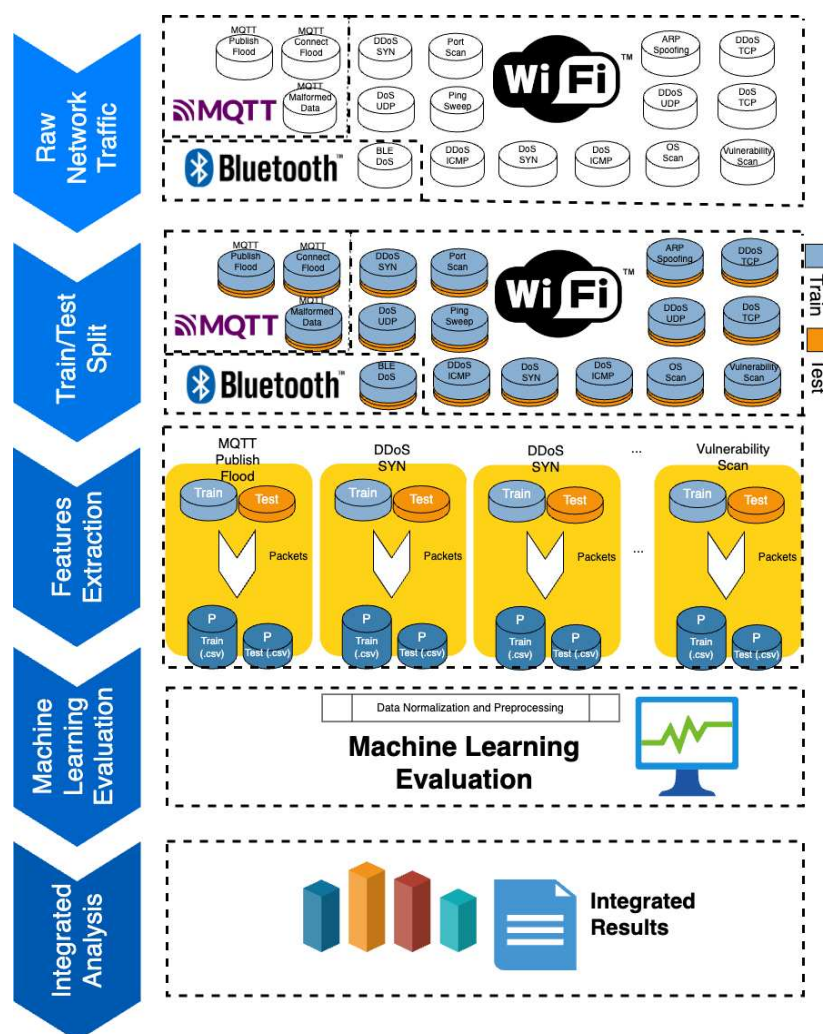 Raw
Network
Traffic
MQTT
Publish
Flood
MQTT
Connect
Flood
DDoS
SYN
Port
Scan
WiFi™
ARP
Spoofing
DDoS
TCP
MQTT
MQTT
Malformed
Data
DoS
UDP
Ping
Sweep
DDoS
UDP
DoS
TCP
Bluetooth™
BLE
DoS
DDoS
ICMP
DoS
SYN
DoS
ICMP
OS
Scan
Vulnerability
Scan
Train/Test
Split
MQTT
Publish
Flood
MQTT
Connect
Flood
DDoS
SYN
Port
Scan
WiFi™
ARP
Spoofing
DDoS
TCP
MQTT
MQTT
Malformed
Data
DoS
UDP
Ping
Sweep
DDoS
UDP
DoS
TCP
Bluetooth™
BLE
DoS
DDoS
ICMP
DoS
SYN
DoS
ICMP
OS
Scan
Vulnerability
Scan
Train
Test
Features
Extraction
MQTT
Publish
Flood
DDoS
SYN
DDoS
SYN
...
Vulnerability
Scan
Train
Test
Train
Test
Train
Test
Train
Test
Packets
Packets
Packets
...
Packets
P
Train
(.csv)
P
Test (.csv)
P
Train
(.csv)
P
Test (.csv)
P
Train
(.csv)
P
Test (.csv)
P
Train
(.csv)
P
Test (.csv)
Machine
Learning
Evaluation
Data Normalization and Preprocessing
Machine Learning
Evaluation
Integrated
Analysis
Integrated
Results